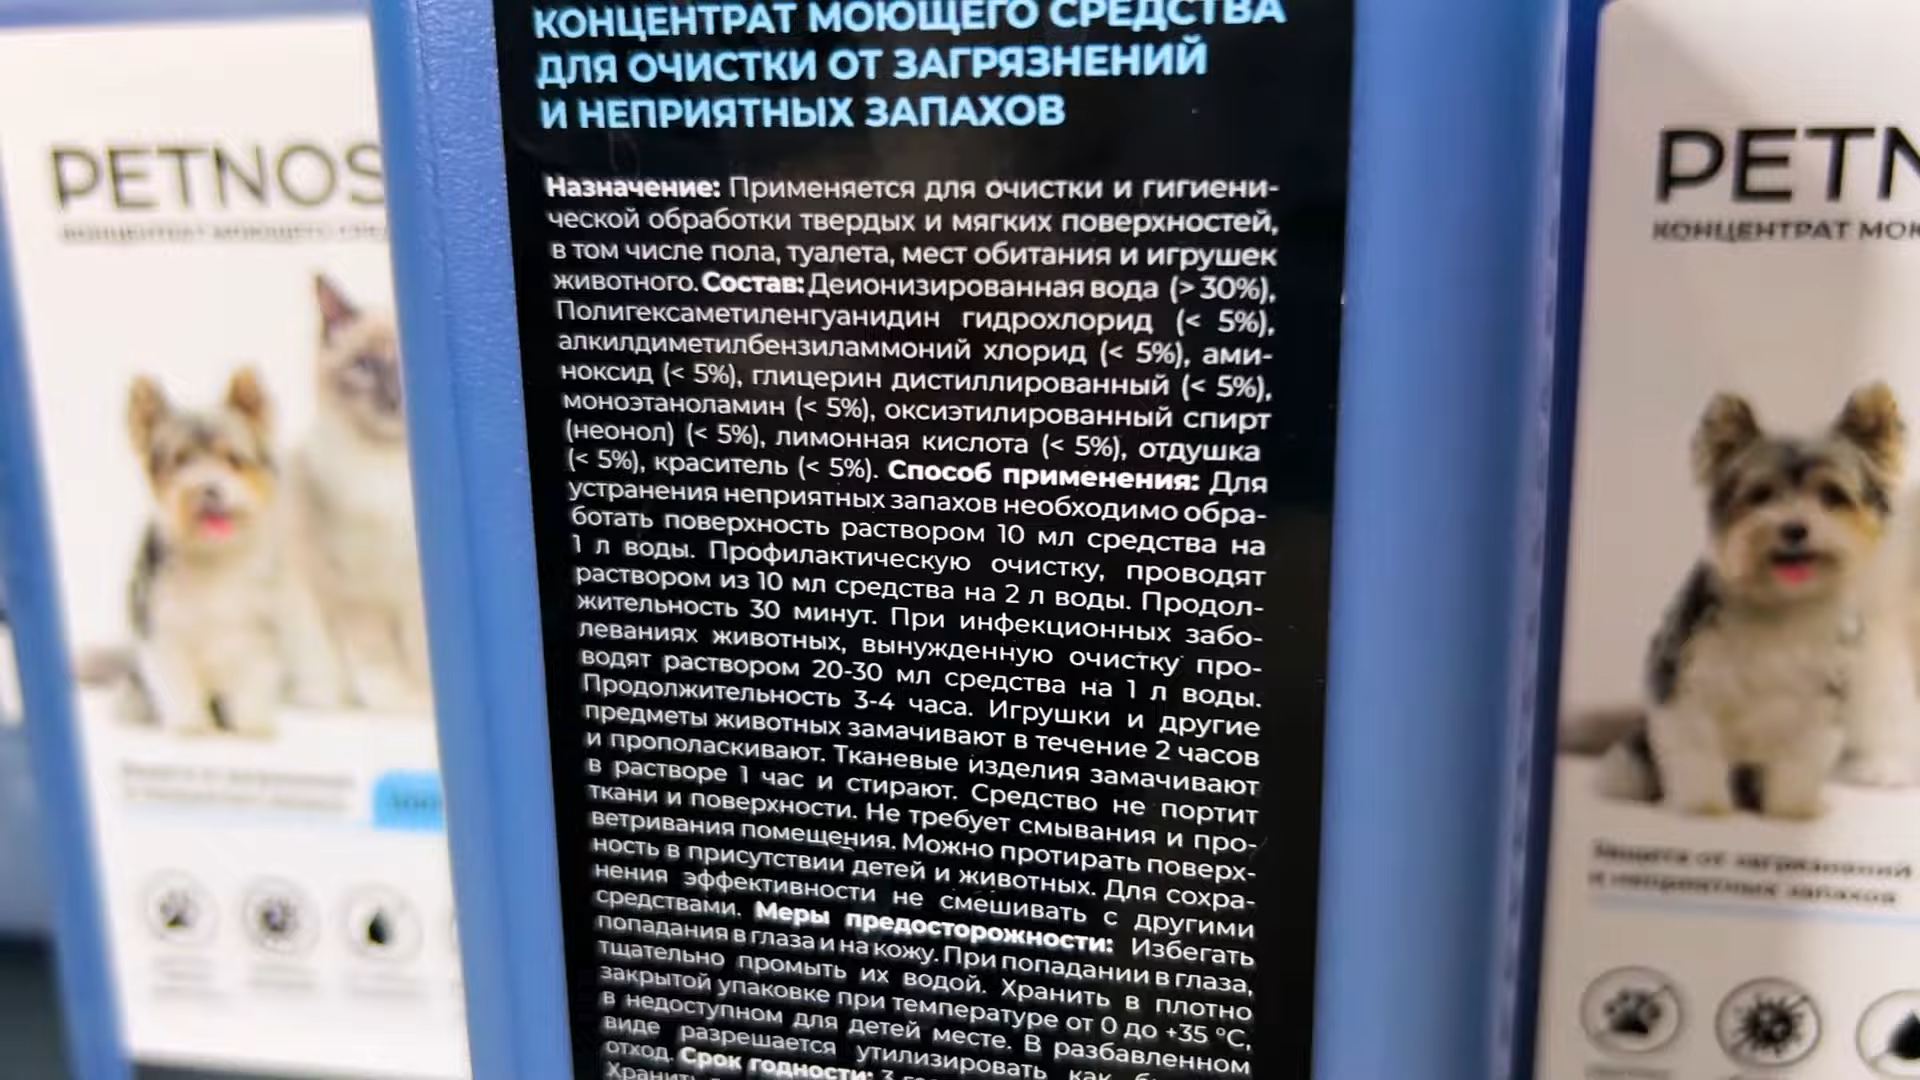 КОНЦЕНТРАТ МОЮЩЕГО СРЕДСТВА
ДЛЯ ОЧИСТКИ ОТ ЗАГРЯЗНЕНИЙ
И НЕПРИЯТНЫХ ЗАПАХОВ
Назначение: Применяется для очистки и гигиени-
ческой обработки твердых и мягких поверхностей,
в том числе пола, туалета, мест обитания и игрушек
животного. Состав: Деионизированная вода (> 30%),
Полигексаметиленгуанидин гидрохлорид (< 5%),
алкилдиметилбензиламмоний хлорид (< 5%), ами-
ноксид (< 5%), глицерин дистиллированный (< 5%),
моноэтаноламин (< 5%), оксиэтилированный спирт
(неонол) (< 5%), лимонная кислота (< 5%), отдушка
(< 5%), краситель (< 5%). Способ применения: Для
устранения неприятных запахов необходимо обра-
ботать поверхность раствором 10 мл средства на
1 л воды. Профилактическую очистку, проводят
раствором из 10 мл средства на 2 л воды. Продол-
жительность 30 минут. При инфекционных забо-
леваниях животных, вынужденную очистку про-
водят раствором 20-30 мл средства на 1 л воды.
Продолжительность 3-4 часа. Игрушки и другие
предметы животных замачивают в течение 2 часов
и прополаскивают. Тканевые изделия замачивают
в растворе 1 час и стирают. Средство не портит
ткани и поверхности. Не требует смывания и про-
ветривания помещения. Можно протирать поверх-
ность в присутствии детей и животных. Для сохра-
нения эффективности не смешивать с другими
средствами. Меры предосторожности: Избегать
попадания в глаза и на кожу. При попадании в глаза,
тщательно промыть их водой. Хранить в плотно
закрытой упаковке при температуре от 0 до +35 °C,
в недоступном для детей месте. В разбавленном
виде разрешается утилизировать как
отход. Срок годности: 3
Хранить
PETNOS
PETN
КОНЦЕНТРАТ МОЮ
Защита от загрязнений
и неприятных запахов